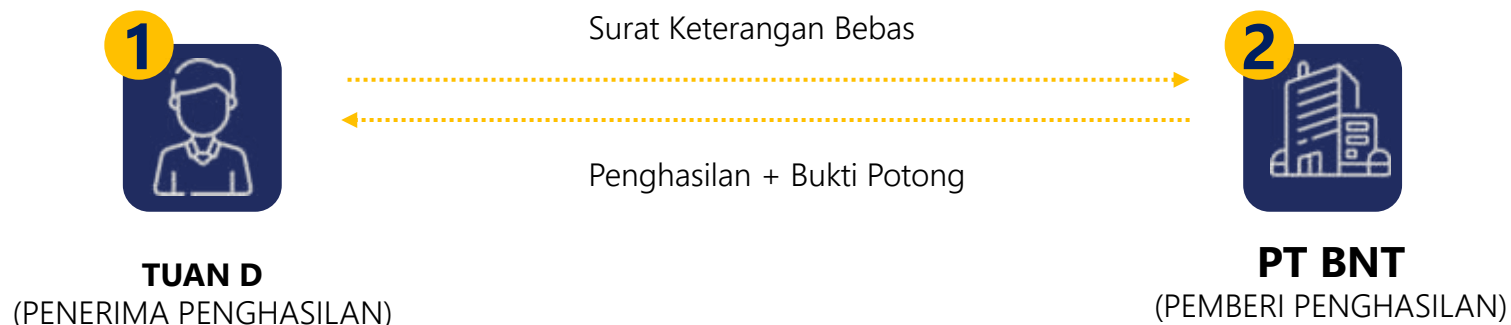 1
Surat Keterangan Bebas
2
Penghasilan + Bukti Potong
TUAN D
(PENERIMA PENGHASILAN)
PT BNT
(PEMBERI PENGHASILAN)